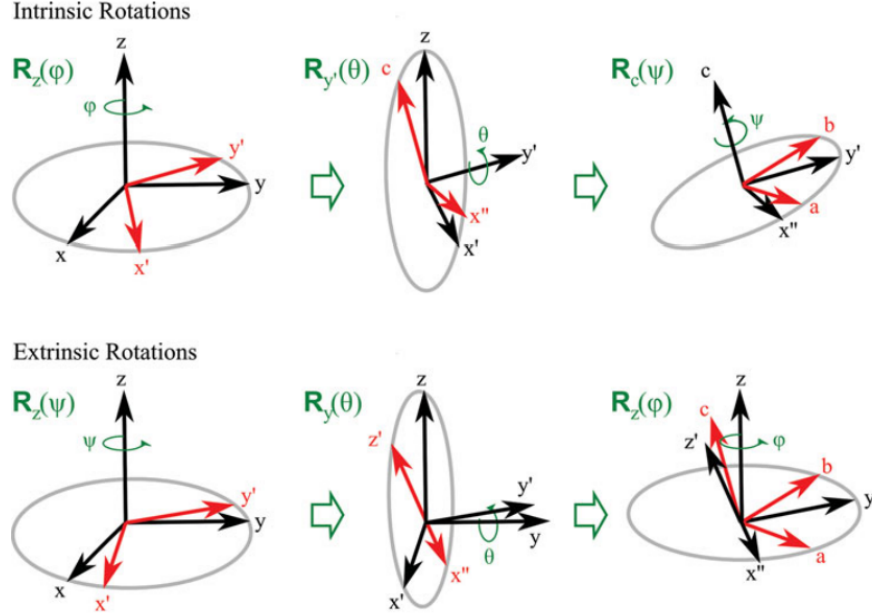 Intrinsic Rotations
R_z(φ)
z
φ
y'
y
x
x'
R_y'(θ)
z
c
θ
y'
x''
x'
R_c(ψ)
c
ψ
b
y'
a
x''
Extrinsic Rotations
R_z(ψ)
z
ψ
y'
y
x
x'
R_y(θ)
z
z'
y'
y
θ
x''
x'
R_z(φ)
z
c
z'
φ
b
y'
a
x''